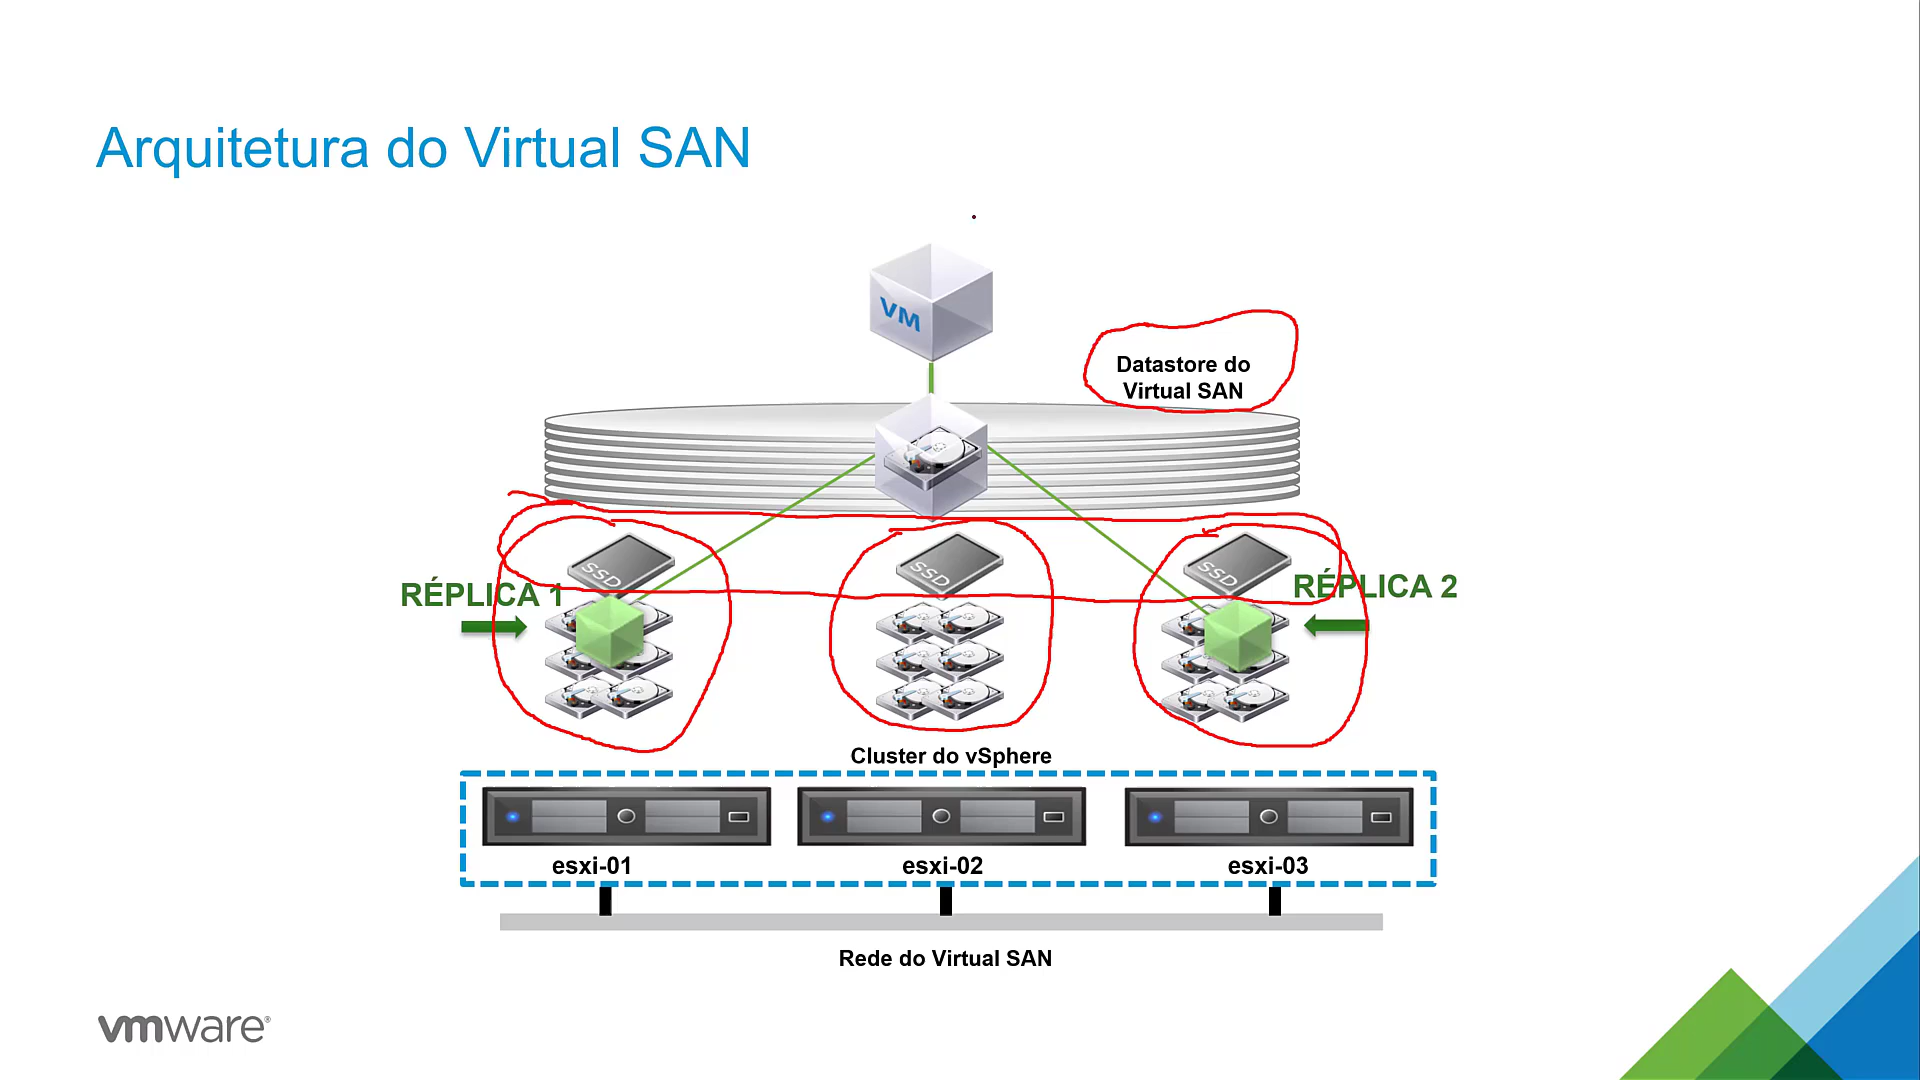 Arquitetura do Virtual SAN
VM
Datastore do
Virtual SAN
SSD
SSD
SSD
RÉPLICA 1
RÉPLICA 2
Cluster do vSphere
esxi-01
esxi-02
esxi-03
Rede do Virtual SAN
vmware®